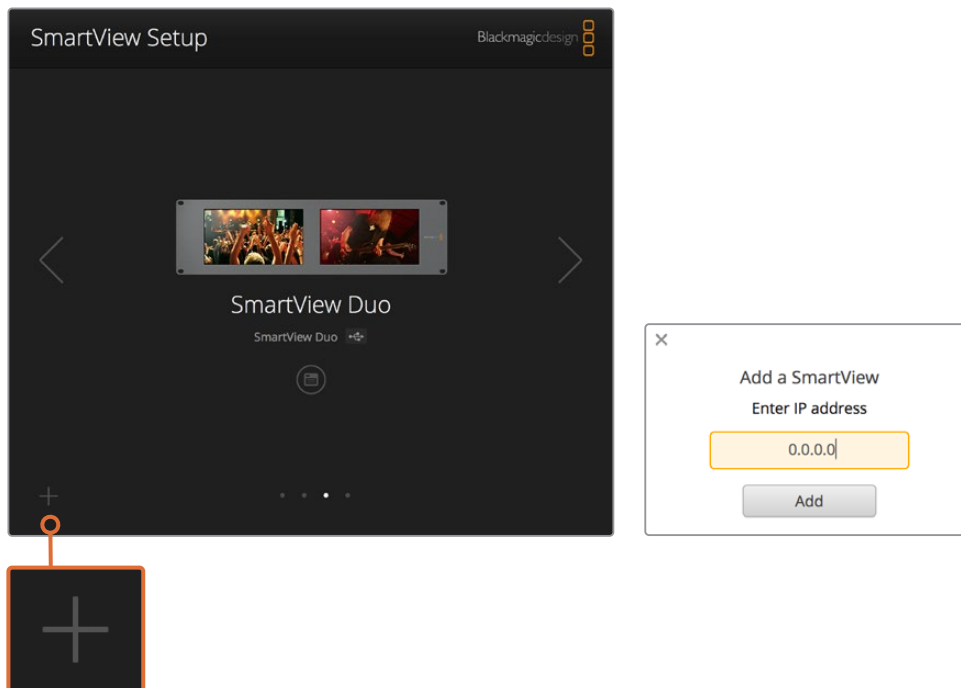 SmartView Setup
Blackmagicdesign
SmartView Duo
SmartView Duo
Add a SmartView
Enter IP address
0.0.0.0
Add